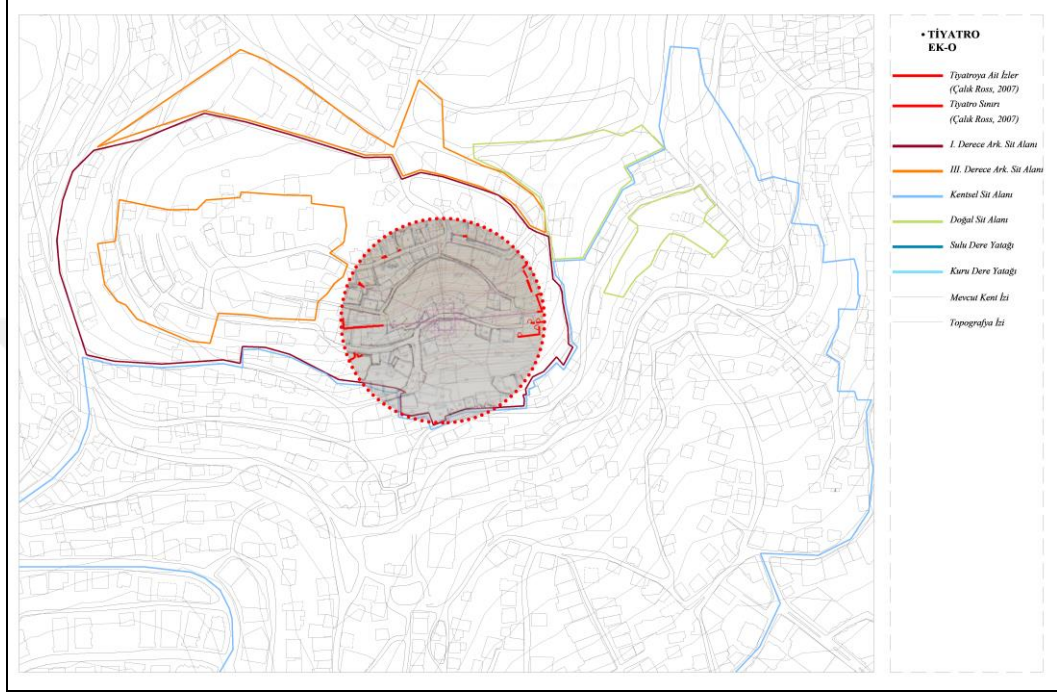 • TİYATRO
EK-O
Tiyatroya Ait İzler
(Çalık Ross, 2007)
Tiyatro Sınırı
(Çalık Ross, 2007)
I. Derece Ark. Sit Alanı
III. Derece Ark. Sit Alanı
Kentsel Sit Alanı
Doğal Sit Alanı
Sulu Dere Yatağı
Kuru Dere Yatağı
Mevcut Kent İzi
Topografya İzi